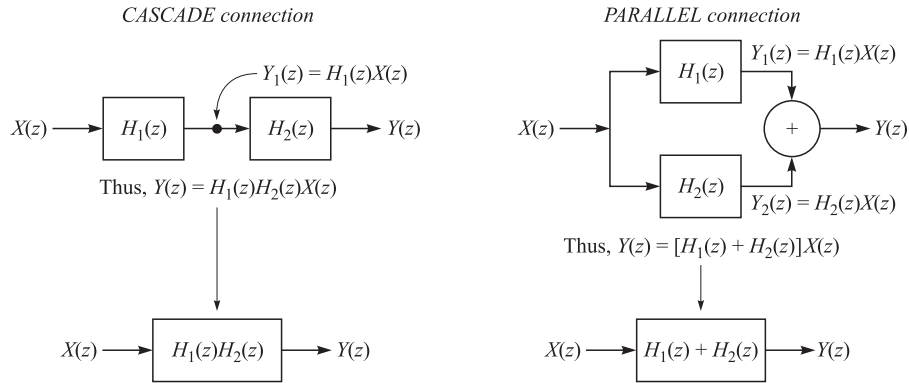 CASCADE connection
Y₁(z) = H₁(z)X(z)
X(z)
H₁(z)
H₂(z)
Y(z)
Thus, Y(z) = H₁(z)H₂(z)X(z)
X(z)
H₁(z)H₂(z)
Y(z)
PARALLEL connection
H₁(z)
Y₁(z) = H₁(z)X(z)
X(z)
+
Y(z)
H₂(z)
Y₂(z) = H₂(z)X(z)
Thus, Y(z) = [H₁(z) + H₂(z)]X(z)
X(z)
H₁(z) + H₂(z)
Y(z)